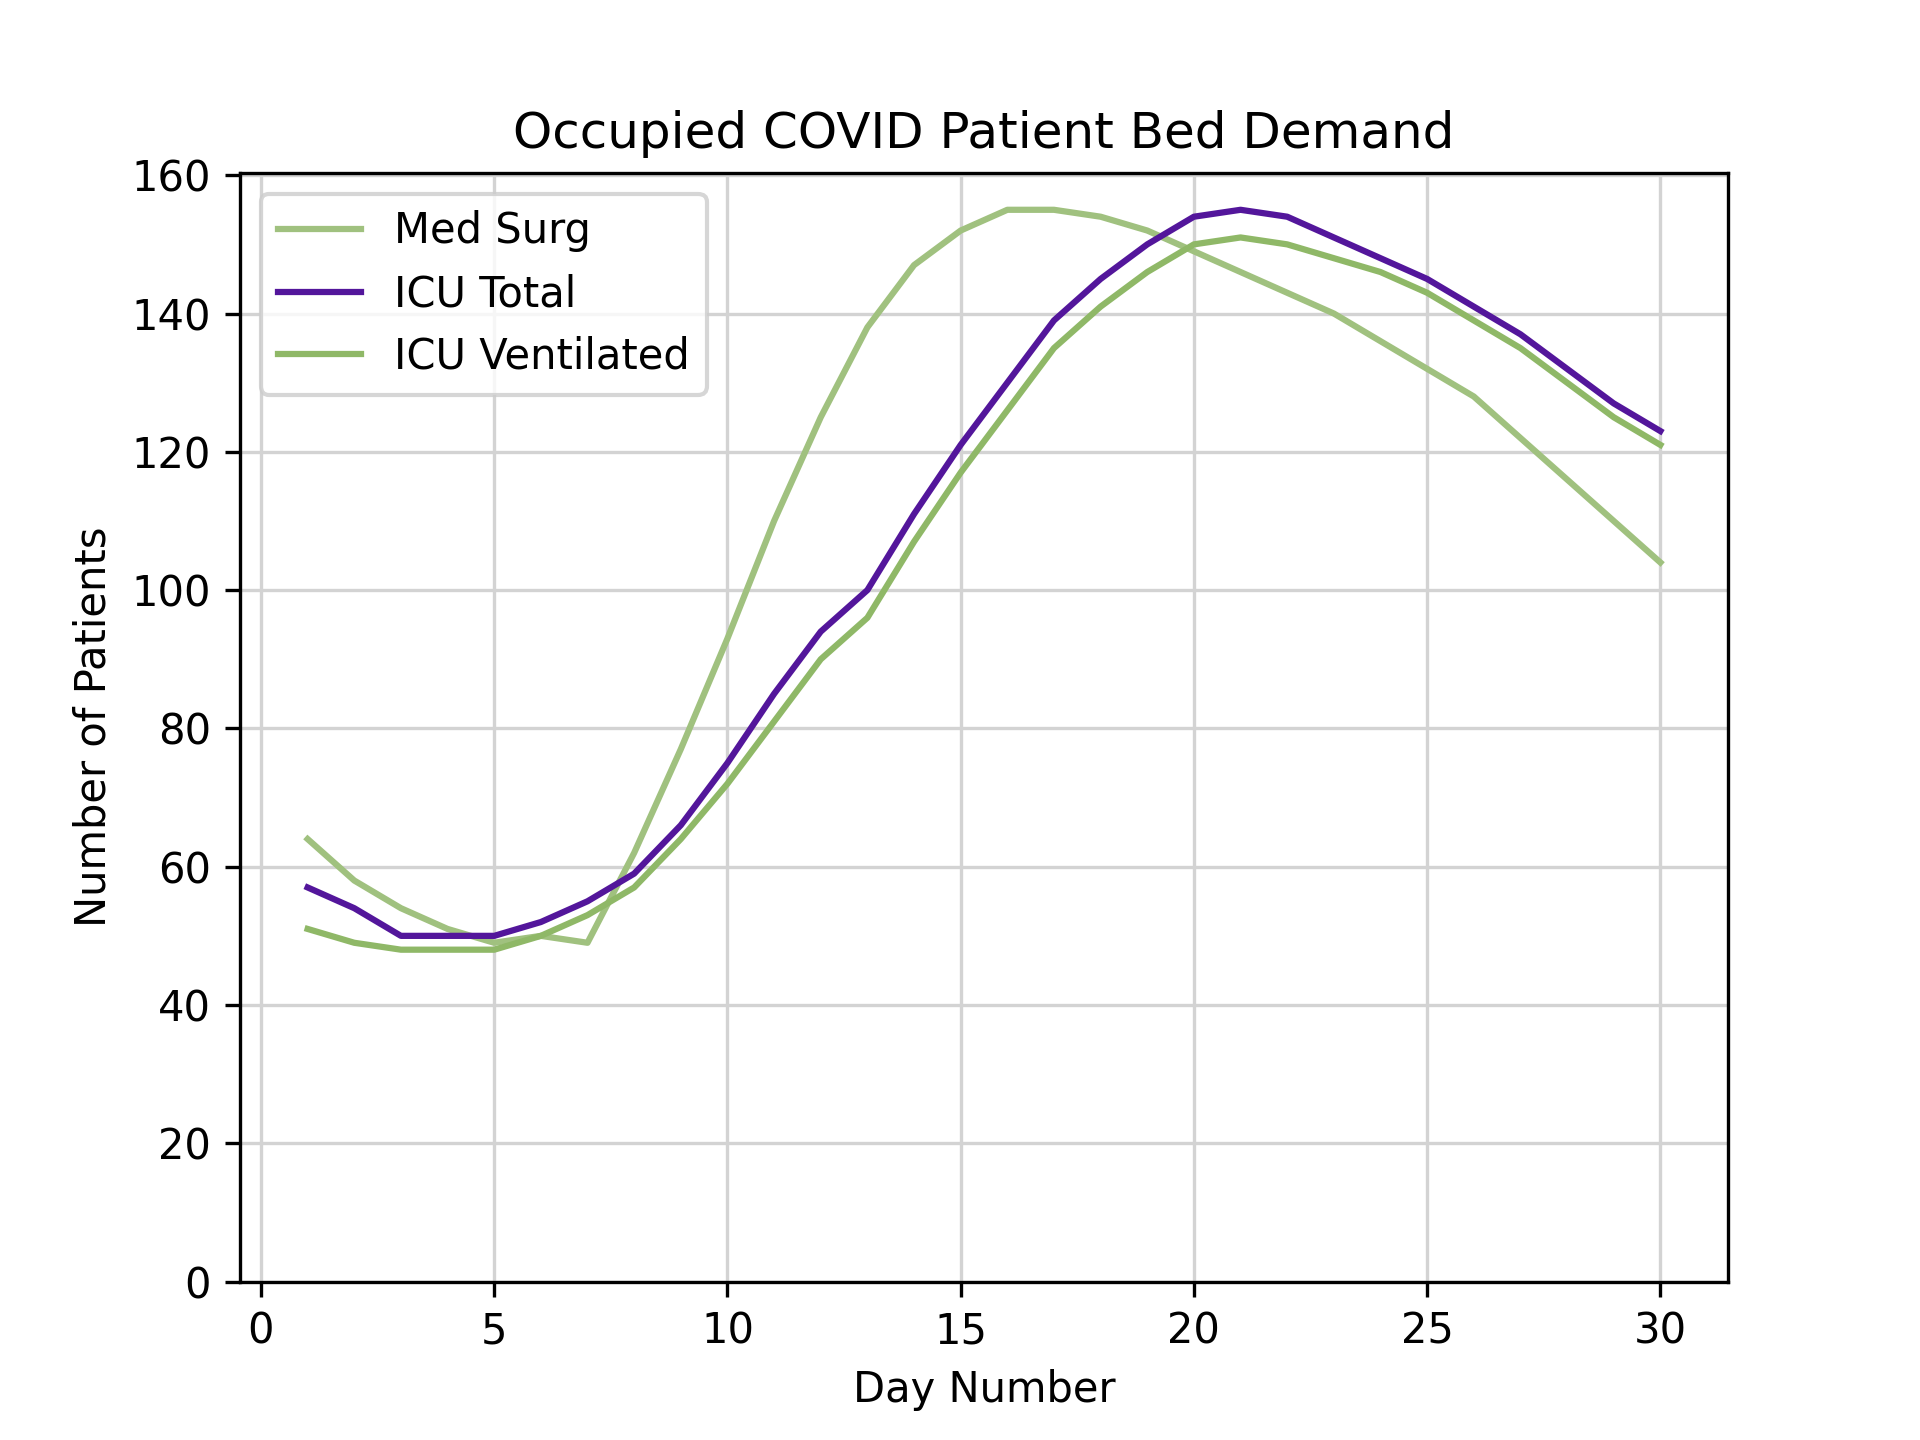 Occupied COVID Patient Bed Demand
160
140
120
100
80
60
40
20
0
Number of Patients
Med Surg
ICU Total
ICU Ventilated
0 5 10 15 20 25 30
Day Number